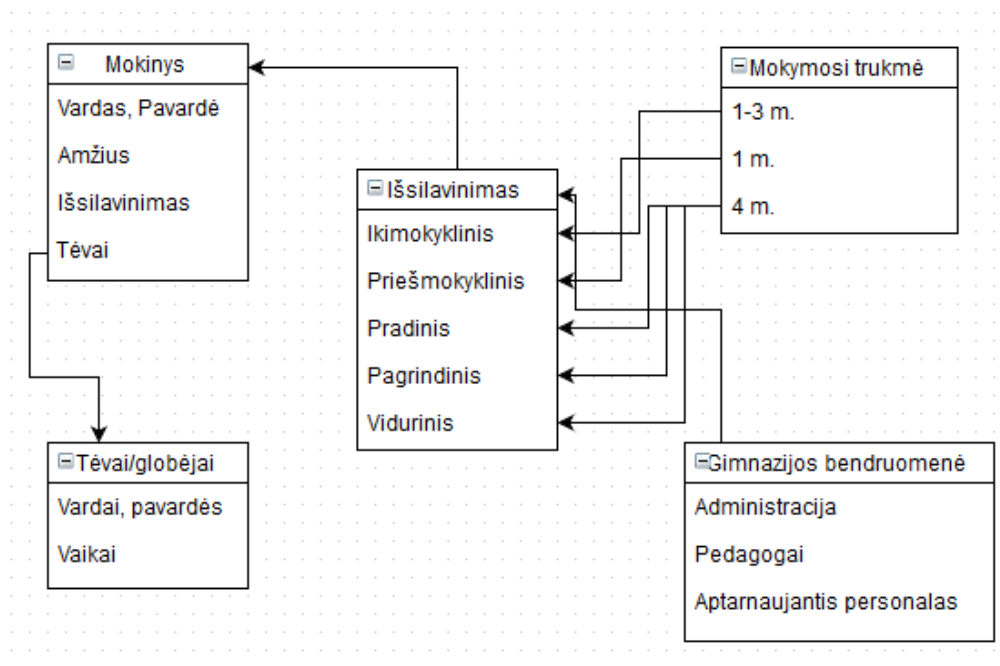 Mokinys
Vardas, Pavardė
Amžius
Išsilavinimas
Tėvai
Mokymosi trukmė
1-3 m.
1 m.
4 m.
Išsilavinimas
Ikimokyklinis
Priešmokyklinis
Pradinis
Pagrindinis
Vidurinis
Tėvai/globėjai
Vardai, pavardės
Vaikai
Gimnazijos bendruomenė
Administracija
Pedagogai
Aptarnaujantis personalas